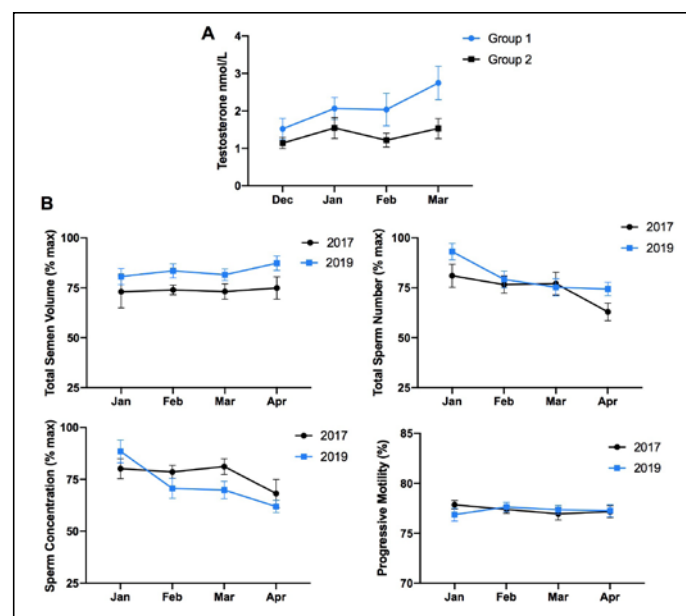 A
Group 1
Group 2
Testosterone nmol/L
4
3
2
1
0
Dec Jan Feb Mar
B
2017
2019
Total Semen Volume (% max)
100
75
50
25
Jan Feb Mar Apr
2017
2019
Total Sperm Number (% max)
100
75
50
25
Jan Feb Mar Apr
2017
2019
Sperm Concentration (% max)
100
75
50
25
Jan Feb Mar Apr
2017
2019
Progressive Motility (%)
85
80
75
70
Jan Feb Mar Apr